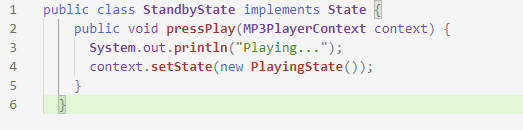 1 public class StandbyState implements State {
2 public void pressPlay(MP3PlayerContext context) {
3 System.out.println("Playing...");
4 context.setState(new PlayingState());
5 }
6 }